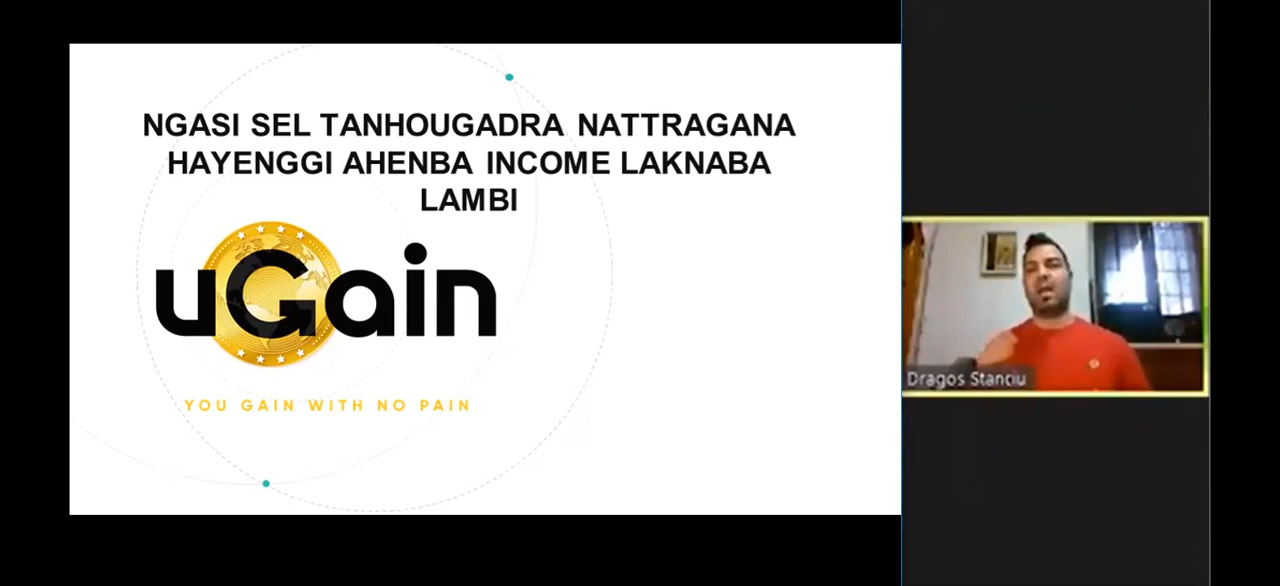 NGASI SEL TANHOUGADRA NATTRAGANA
HAYENGGI AHENBA INCOME LAKNABA
LAMBI
uGain
YOU GAIN WITH NO PAIN
Dragos Stanciu